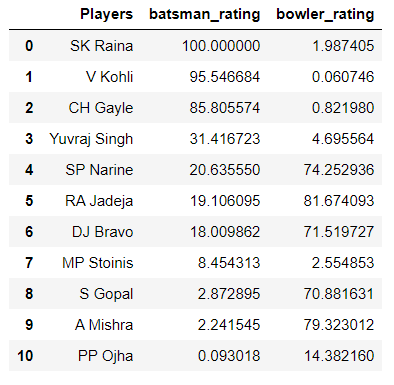 Players batsman_rating bowler_rating
0 SK Raina 100.000000 1.987405
1 V Kohli 95.546684 0.060746
2 CH Gayle 85.805574 0.821980
3 Yuvraj Singh 31.416723 4.695564
4 SP Narine 20.635550 74.252936
5 RA Jadeja 19.106095 81.674093
6 DJ Bravo 18.009862 71.519727
7 MP Stoinis 8.454313 2.554853
8 S Gopal 2.872895 70.881631
9 A Mishra 2.241545 79.323012
10 PP Ojha 0.093018 14.382160